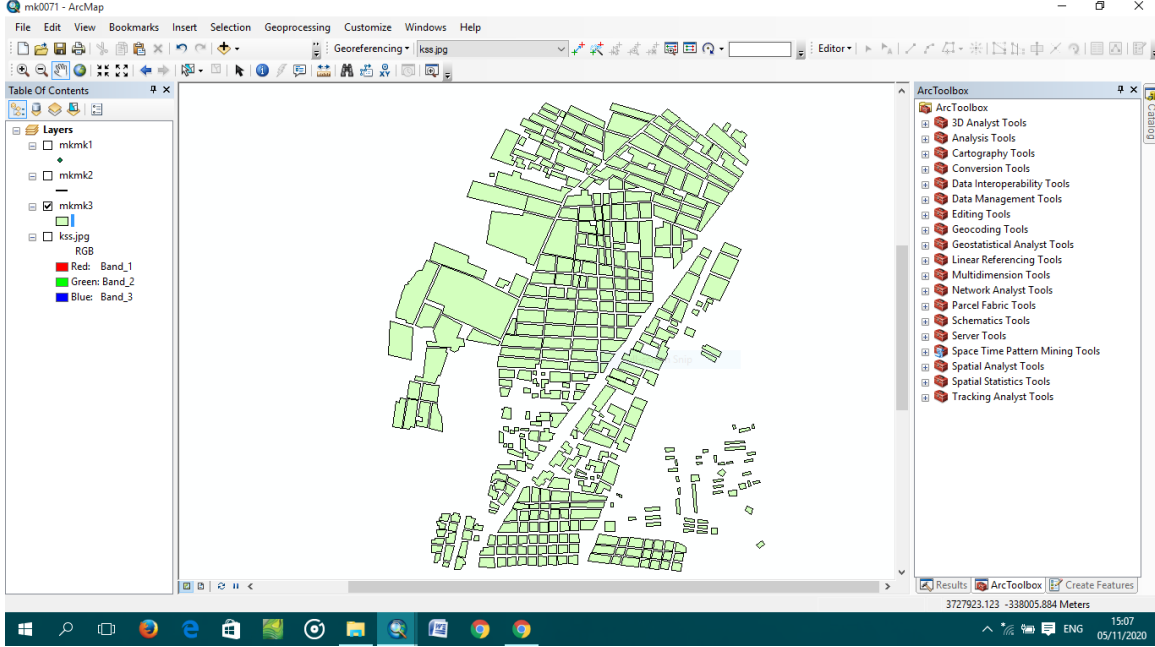 mk0071 - ArcMap
File Edit View Bookmarks Insert Selection Geoprocessing Customize Windows Help
Georeferencing kss.jpg Editor
Table Of Contents
Layers
mkmk1
mkmk2
mkmk3
kss.jpg
RGB
Red: Band_1
Green: Band_2
Blue: Band_3
Snip
ArcToolbox
ArcToolbox
3D Analyst Tools
Analysis Tools
Cartography Tools
Conversion Tools
Data Interoperability Tools
Data Management Tools
Editing Tools
Geocoding Tools
Geostatistical Analyst Tools
Linear Referencing Tools
Multidimension Tools
Network Analyst Tools
Parcel Fabric Tools
Schematics Tools
Server Tools
Space Time Pattern Mining Tools
Spatial Analyst Tools
Spatial Statistics Tools
Tracking Analyst Tools
Catalog
Results ArcToolbox Create Features
3727923.123 -338005.884 Meters
ENG
15:07
05/11/2020